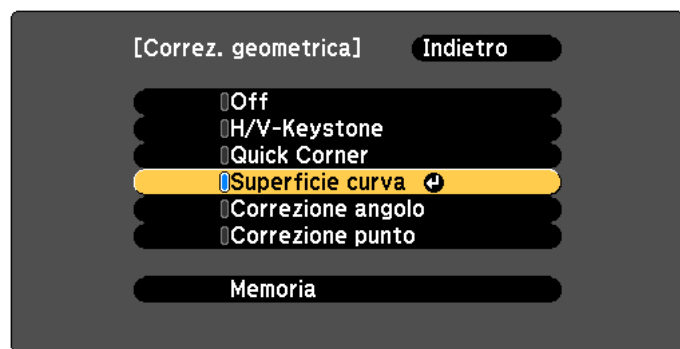 [Correz. geometrica] Indietro
Off
H/V-Keystone
Quick Corner
Superficie curva
Correzione angolo
Correzione punto
Memoria